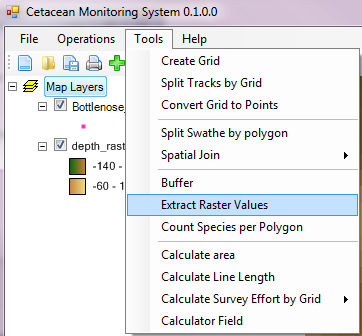 Cetacean Monitoring System 0.1.0.0
File Operations Tools Help
Map Layers
Bottlenose_
depth_rast
-140 -
-60 - 1
Create Grid
Split Tracks by Grid
Convert Grid to Points
Split Swathe by polygon
Spatial Join
Buffer
Extract Raster Values
Count Species per Polygon
Calculate area
Calculate Line Length
Calculate Survey Effort by Grid
Calculator Field